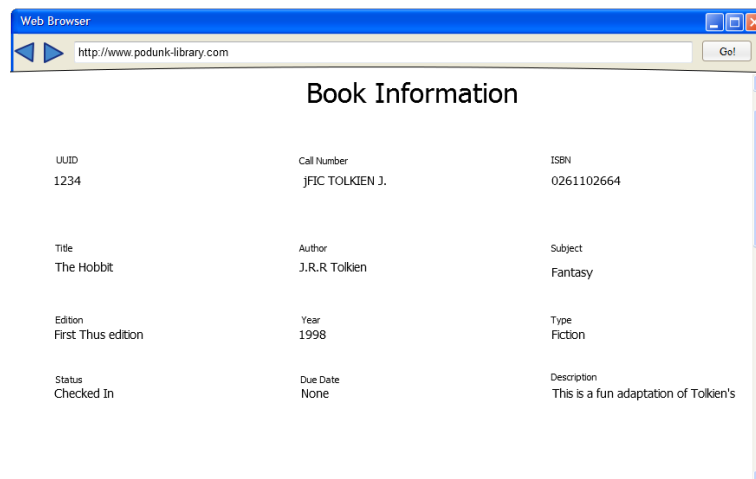 Web Browser
http://www.podunk-library.com
Go!
Book Information
UUID
1234
Call Number
jFIC TOLKIEN J.
ISBN
0261102664
Title
The Hobbit
Author
J.R.R Tolkien
Subject
Fantasy
Edition
First Thus edition
Year
1998
Type
Fiction
Status
Checked In
Due Date
None
Description
This is a fun adaptation of Tolkien's